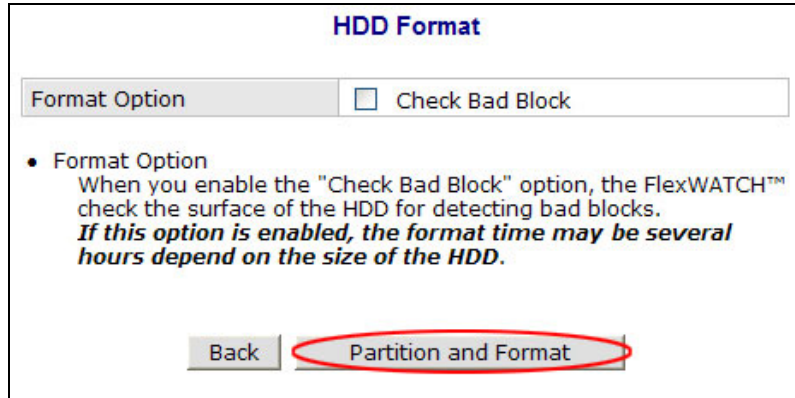 HDD Format
Format Option Check Bad Block
• Format Option
When you enable the "Check Bad Block" option, the FlexWATCH™
check the surface of the HDD for detecting bad blocks.
If this option is enabled, the format time may be several
hours depend on the size of the HDD.
Back Partition and Format